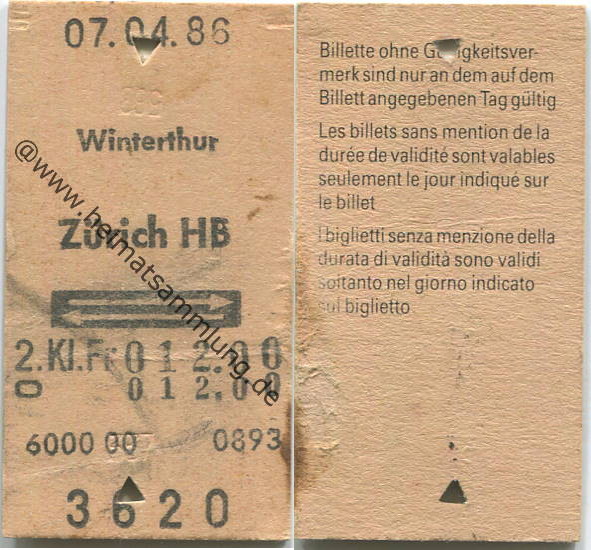 07.04.86
Winterthur
Zürich HB
2.Kl.Fr 012.00
0 012.00
6000 00 0893
3620
@www.heimatsammlung.de
Billette ohne Gültigkeitsver-
merk sind nur an dem auf dem
Billett angegebenen Tag gültig
Les billets sans mention de la
durée de validité sont valables
seulement le jour indiqué sur
le billet
I biglietti senza menzione della
durata di validità sono validi
soltanto nel giorno indicato
sul biglietto